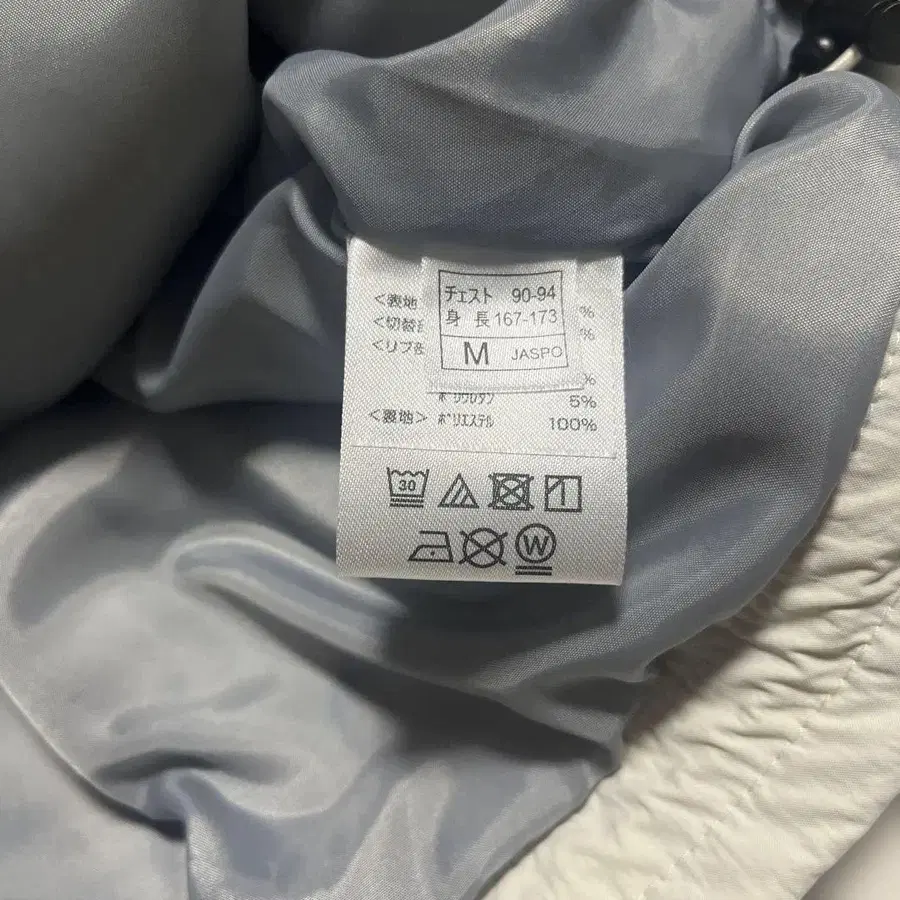 チェスト 90-94
身 長 167-173
M JASPO
<表地
<切替
<リブ
%
%
%
ポリウレタン 5%
<裏地> ポリエステル 100%
30
W